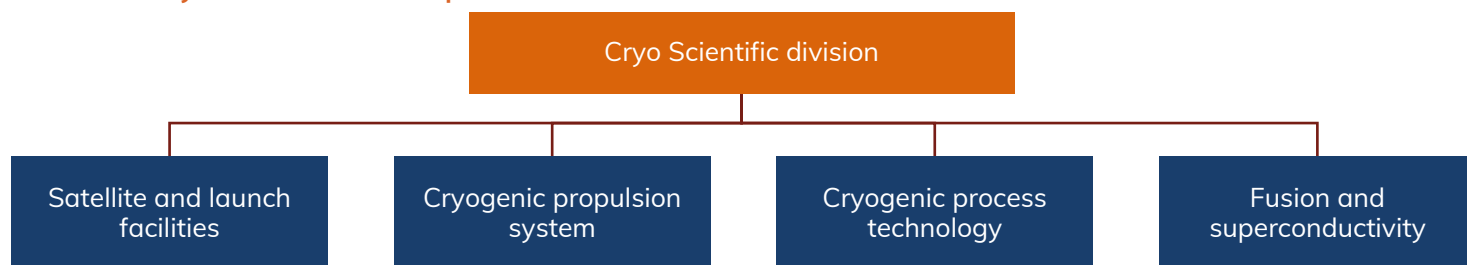 Cryo Scientific division
Satellite and launch
facilities
Cryogenic propulsion
system
Cryogenic process
technology
Fusion and
superconductivity